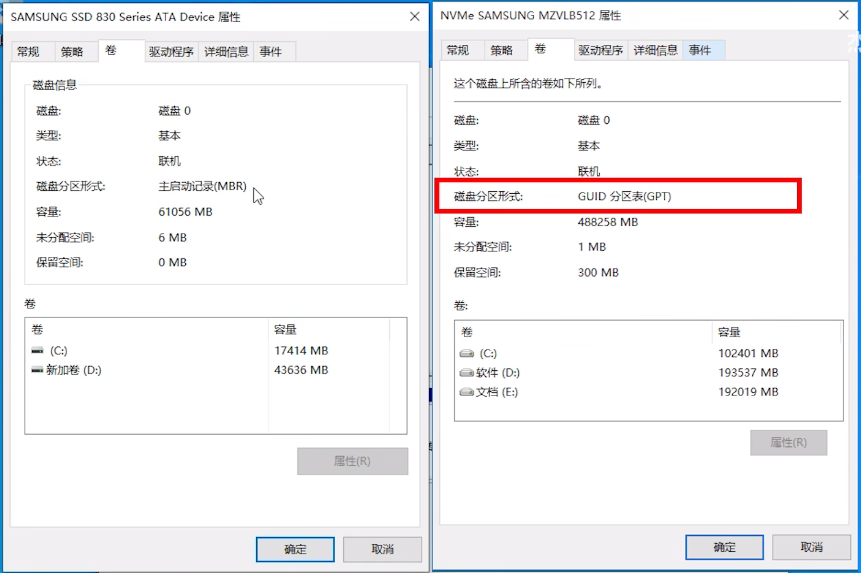 SAMSUNG SSD 830 Series ATA Device 属性
常规 策略 卷 驱动程序 详细信息 事件
磁盘信息
磁盘: 磁盘 0
类型: 基本
状态: 联机
磁盘分区形式: 主启动记录(MBR)
容量: 61056 MB
未分配空间: 6 MB
保留空间: 0 MB
卷
卷 容量
(C:) 17414 MB
新加卷 (D:) 43636 MB
属性(R)
确定 取消
NVMe SAMSUNG MZVLB512 属性
常规 策略 卷 驱动程序 详细信息 事件
这个磁盘上所含的卷如下所列。
磁盘: 磁盘 0
类型: 基本
状态: 联机
磁盘分区形式: GUID 分区表(GPT)
容量: 488258 MB
未分配空间: 1 MB
保留空间: 300 MB
卷:
卷 容量
(C:) 102401 MB
软件 (D:) 193537 MB
文档 (E:) 192019 MB
属性(R)
确定 取消